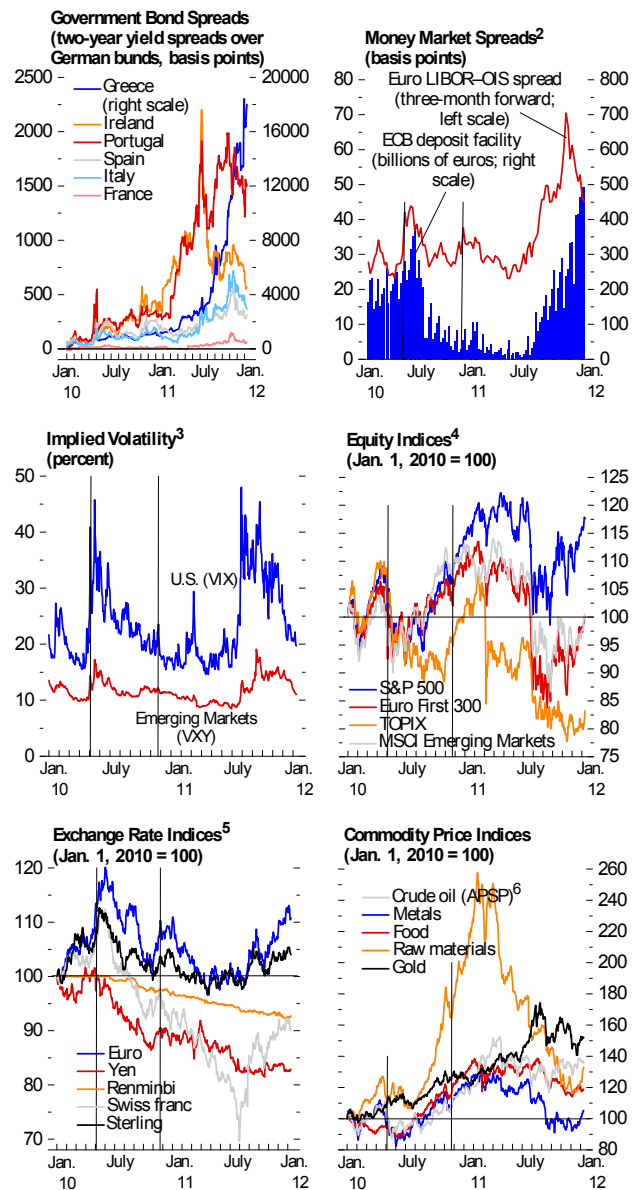 Government Bond Spreads
(two-year yield spreads over
German bunds, basis points)
2500
2000
1500
1000
500
0
20000
16000
12000
8000
4000
0
Greece
(right scale)
Ireland
Portugal
Spain
Italy
France
Jan. July Jan. July Jan.
10 11 12
Money Market Spreads2
(basis points)
80
70
60
50
40
30
20
10
0
800
700
600
500
400
300
200
100
0
Euro LIBOR–OIS spread
(three-month forward;
left scale)
ECB deposit facility
(billions of euros; right
scale)
Jan. July Jan. July Jan.
10 11 12
Implied Volatility3
(percent)
50
40
30
20
10
0
U.S. (VIX)
Emerging Markets
(VXY)
Jan. July Jan. July Jan.
10 11 12
Equity Indices4
(Jan. 1, 2010 = 100)
125
120
115
110
105
100
95
90
85
80
75
S&P 500
Euro First 300
TOPIX
MSCI Emerging Markets
Jan. July Jan. July Jan.
10 11 12
Exchange Rate Indices5
(Jan. 1, 2010 = 100)
120
110
100
90
80
70
Euro
Yen
Renminbi
Swiss franc
Sterling
Jan. July Jan. July Jan.
10 11 12
Commodity Price Indices
(Jan. 1, 2010 = 100)
260
240
220
200
180
160
140
120
100
80
Crude oil (APSP)6
Metals
Food
Raw materials
Gold
Jan. July Jan. July Jan.
10 11 12